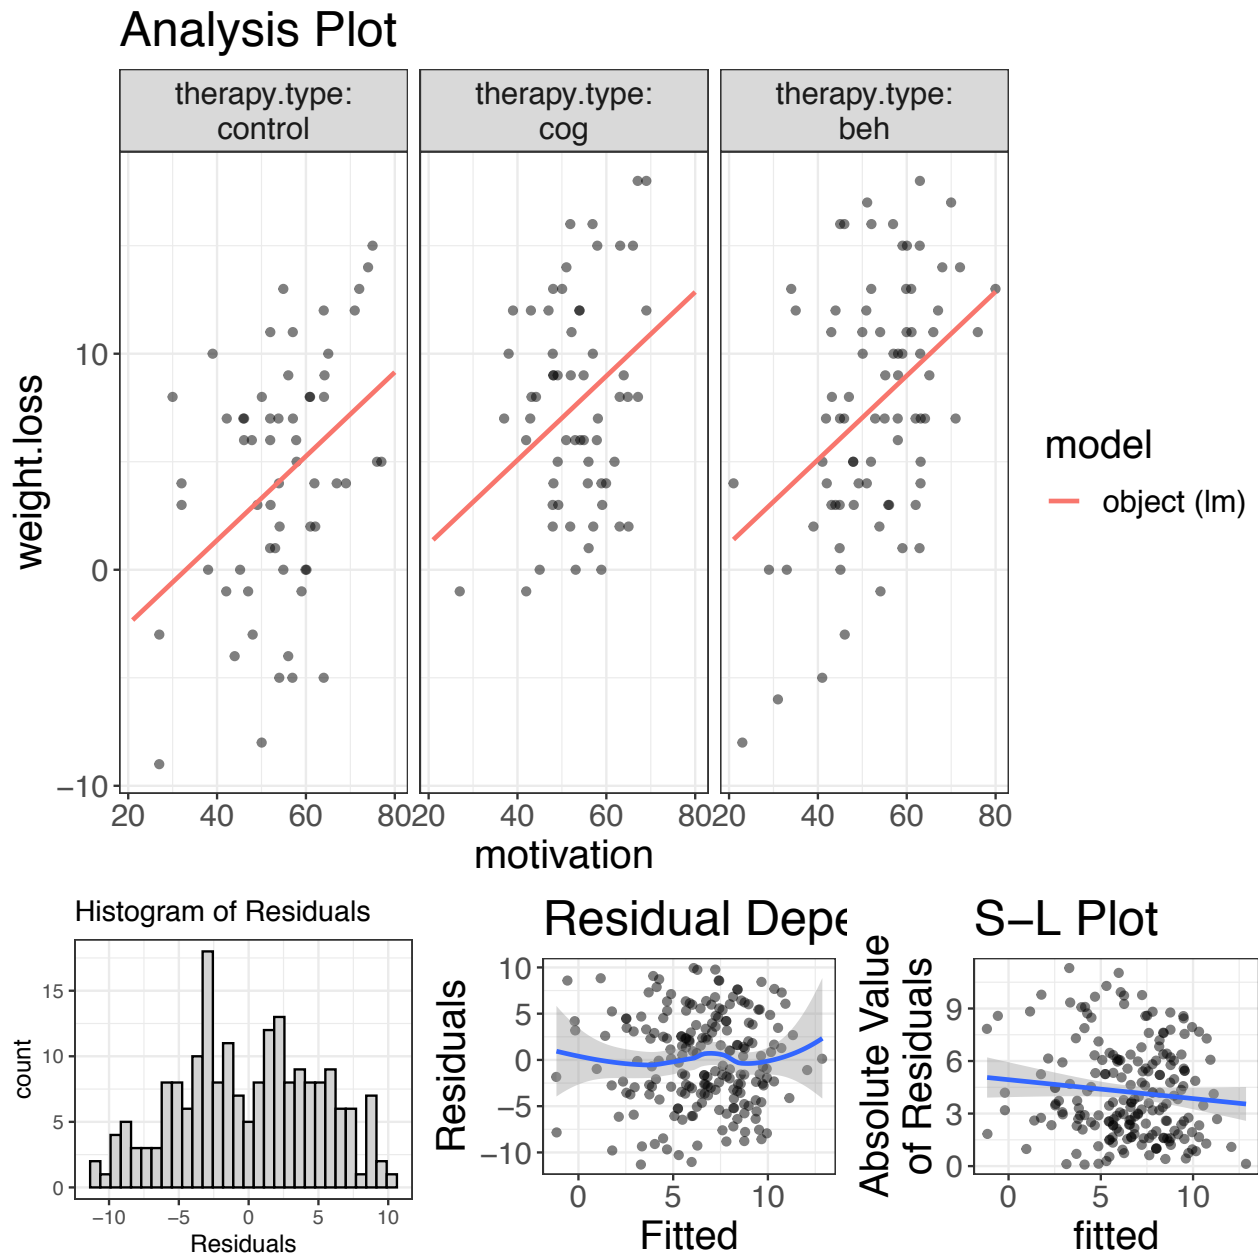 Analysis Plot
therapy.type:
control
therapy.type:
cog
therapy.type:
beh
weight.loss
10
0
−10
20 40 60 80
20 40 60 80
20 40 60 80
motivation
model
object (lm)
Histogram of Residuals
count
15
10
5
0
−10 −5 0 5 10
Residuals
Residual Depe
Residuals
10
5
0
−5
−10
0 5 10
Fitted
S−L Plot
Absolute Value
of Residuals
9
6
3
0
0 5 10
fitted